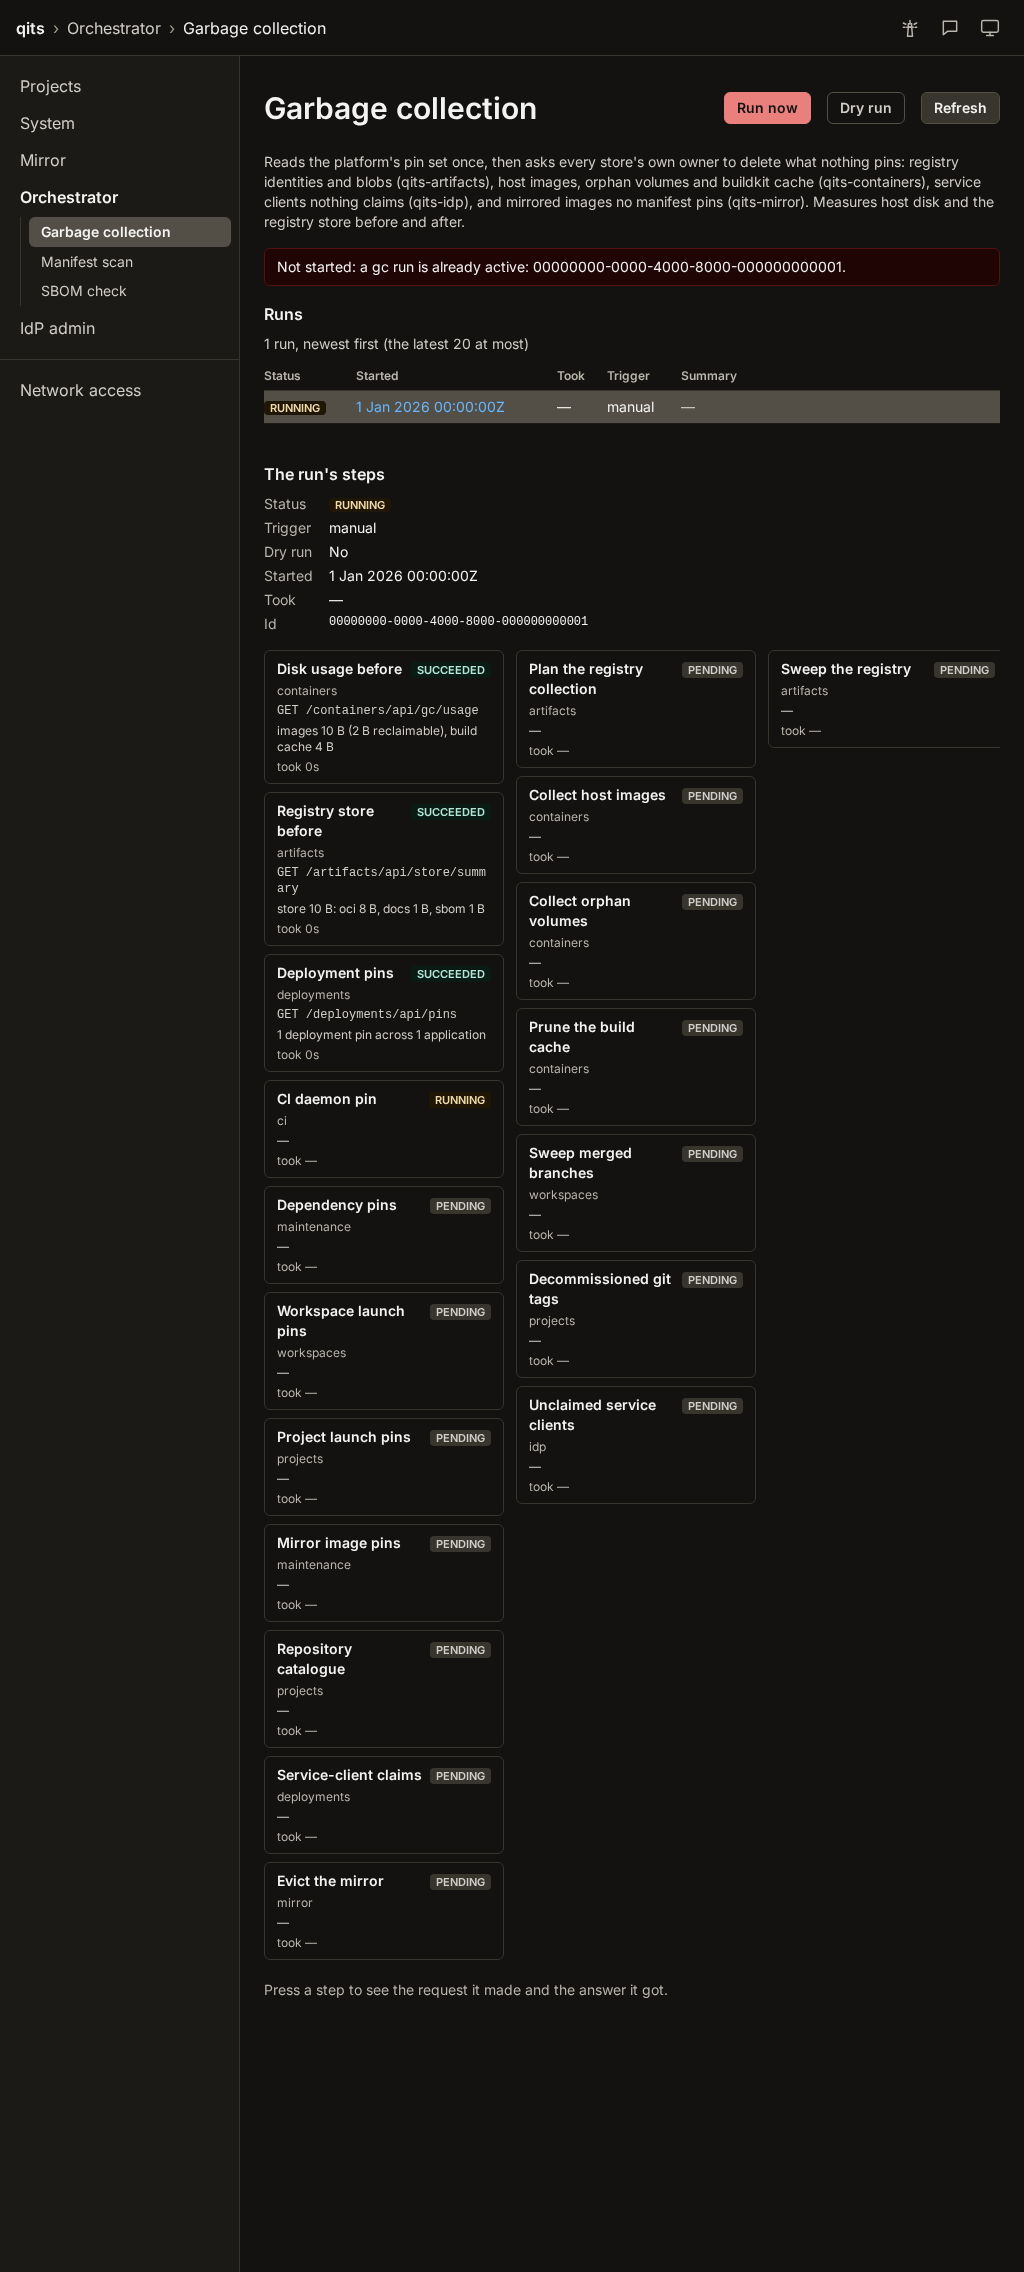 qits › Orchestrator › Garbage collection
Projects
System
Mirror
Orchestrator
Garbage collection
Manifest scan
SBOM check
IdP admin
Network access
Garbage collection
Run now
Dry run
Refresh
Reads the platform's pin set once, then asks every store's own owner to delete what nothing pins: registry
identities and blobs (qits-artifacts), host images, orphan volumes and buildkit cache (qits-containers), service
clients nothing claims (qits-idp), and mirrored images no manifest pins (qits-mirror). Measures host disk and the
registry store before and after.
Not started: a gc run is already active: 00000000-0000-4000-8000-000000000001.
Runs
1 run, newest first (the latest 20 at most)
Status Started Took Trigger Summary
RUNNING 1 Jan 2026 00:00:00Z — manual —
The run's steps
Status RUNNING
Trigger manual
Dry run No
Started 1 Jan 2026 00:00:00Z
Took —
Id 00000000-0000-4000-8000-000000000001
Disk usage before SUCCEEDED
containers
GET /containers/api/gc/usage
images 10 B (2 B reclaimable), build
cache 4 B
took 0s
Registry store SUCCEEDED
before
artifacts
GET /artifacts/api/store/summ
ary
store 10 B: oci 8 B, docs 1 B, sbom 1 B
took 0s
Deployment pins SUCCEEDED
deployments
GET /deployments/api/pins
1 deployment pin across 1 application
took 0s
CI daemon pin RUNNING
ci
—
took —
Dependency pins PENDING
maintenance
—
took —
Workspace launch PENDING
pins
workspaces
—
took —
Project launch pins PENDING
projects
—
took —
Mirror image pins PENDING
maintenance
—
took —
Repository PENDING
catalogue
projects
—
took —
Service-client claims PENDING
deployments
—
took —
Evict the mirror PENDING
mirror
—
took —
Plan the registry PENDING
collection
artifacts
—
took —
Collect host images PENDING
containers
—
took —
Collect orphan PENDING
volumes
containers
—
took —
Prune the build PENDING
cache
containers
—
took —
Sweep merged PENDING
branches
workspaces
—
took —
Decommissioned git PENDING
tags
projects
—
took —
Unclaimed service PENDING
clients
idp
—
took —
Sweep the registry PENDING
artifacts
—
took —
Press a step to see the request it made and the answer it got.